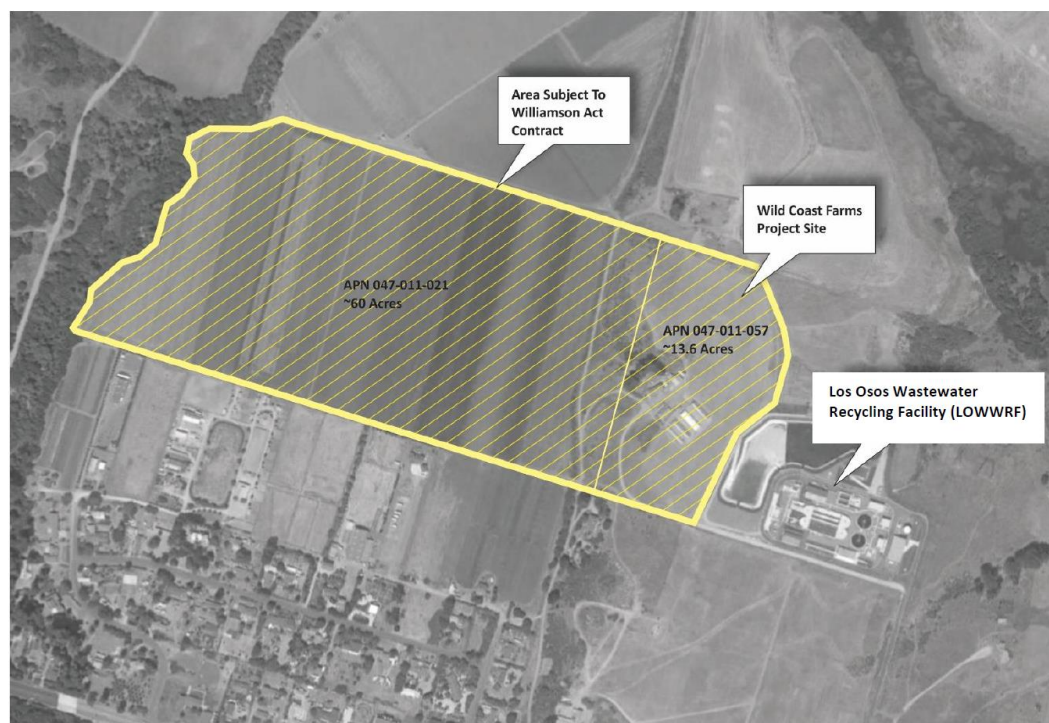 Area Subject To
Williamson Act
Contract
Wild Coast Farms
Project Site
APN 047-011-021
~60 Acres
APN 047-011-057
~13.6 Acres
Los Osos Wastewater
Recycling Facility (LOWWRF)